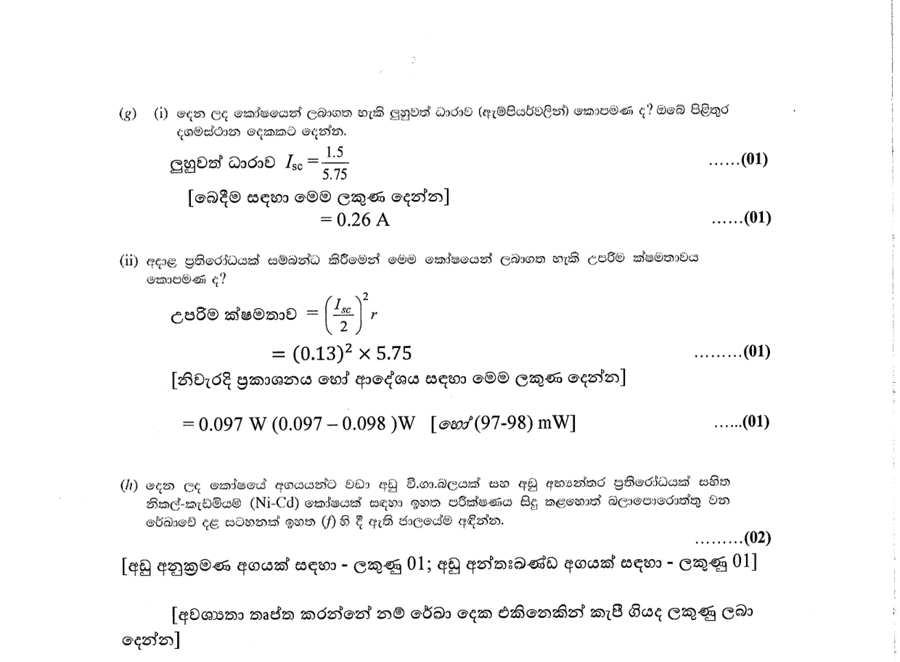 (g) (i) දෙන ලද කෝෂයෙන් ලබාගත හැකි ලුහුවත් ධාරාව (ඇම්පියර්වලින්) කොපමණ ද? ඔබේ පිළිතුර
දශමස්ථාන දෙකකට දෙන්න.
ලුහුවත් ධාරාව I_sc = 1.5/5.75 ......(01)
[බෙදීම සඳහා මෙම ලකුණ දෙන්න]
= 0.26 A ......(01)
(ii) අදාළ ප්‍රතිරෝධයක් සම්බන්ධ කිරීමෙන් මෙම කෝෂයෙන් ලබාගත හැකි උපරිම ක්ෂමතාවය
කොපමණ ද?
උපරිම ක්ෂමතාව = (I_sc/2)² r
= (0.13)² × 5.75 .........(01)
[නිවැරදි ප්‍රකාශනය හෝ ආදේශය සඳහා මෙම ලකුණ දෙන්න]
= 0.097 W (0.097 – 0.098 )W [හෝ (97-98) mW] ......(01)
(h) දෙන ලද කෝෂයේ අගයයන්ට වඩා අඩු වි.ගා.බලයක් සහ අඩු අභ්‍යන්තර ප්‍රතිරෝධයක් සහිත
නිකල්-කැඩ්මියම් (Ni-Cd) කෝෂයක් සඳහා ඉහත පරීක්ෂණය සිදු කළහොත් බලාපොරොත්තු වන
රේඛාවේ දළ සටහනක් ඉහත (f) හි දී ඇති ජාලයේම අඳින්න.
.........(02)
[අඩු අනුක්‍රමණ අගයක් සඳහා - ලකුණු 01; අඩු අන්තඃඛණ්ඩ අගයක් සඳහා - ලකුණු 01]
[අවශ්‍යතා තෘප්ත කරන්නේ නම් රේඛා දෙක එකිනෙකින් කැපී ගියද ලකුණු ලබා
දෙන්න]